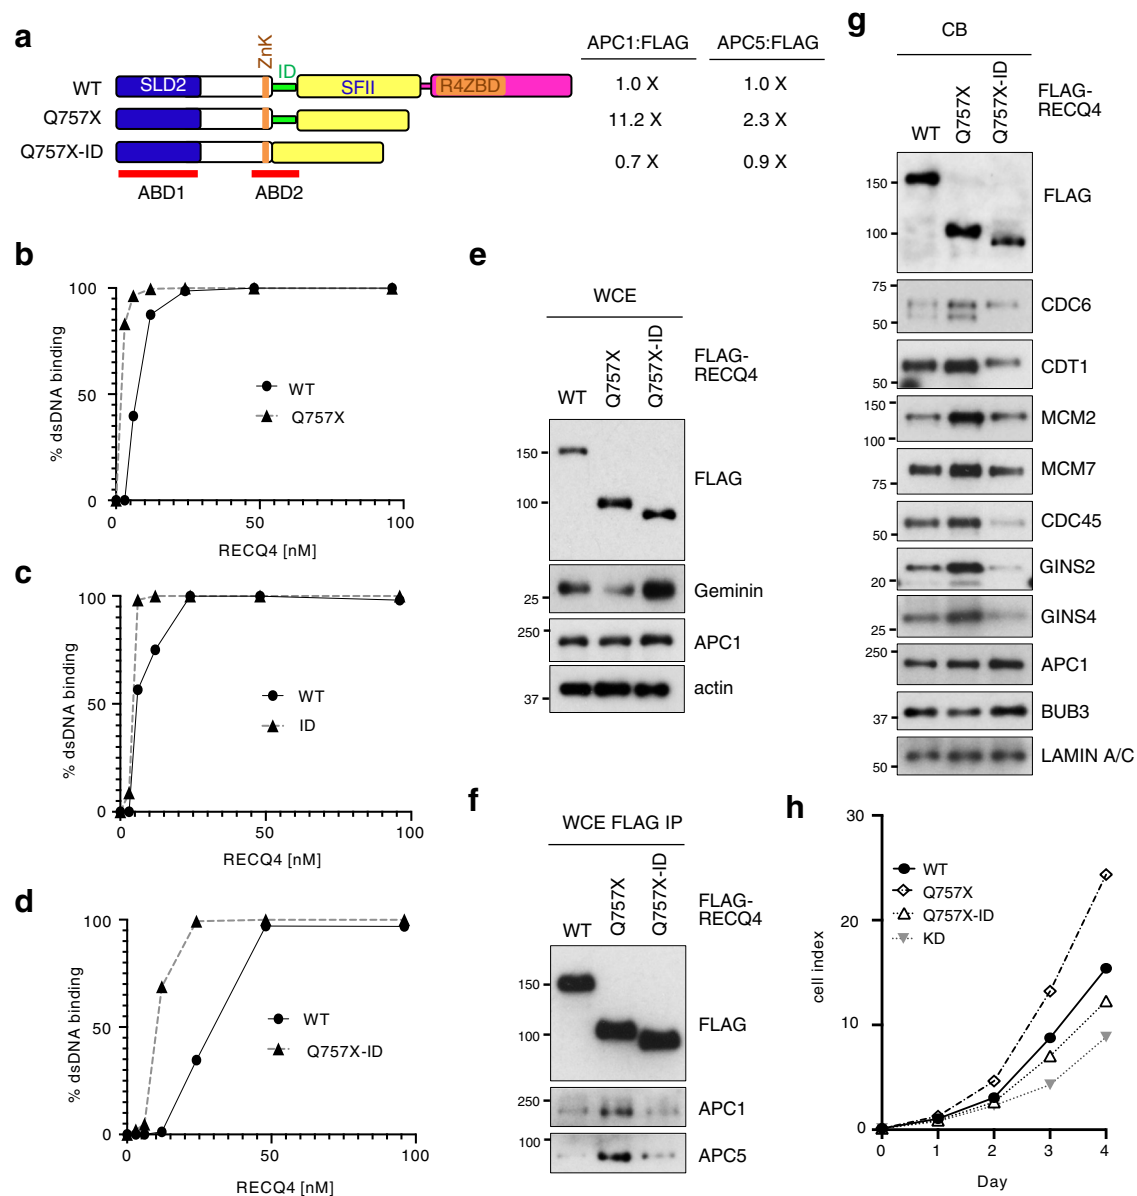 a
ZnK
ID
APC1:FLAG
APC5:FLAG
WT
SLD2
SFII
R4ZBD
1.0 X
1.0 X
Q757X
11.2 X
2.3 X
Q757X-ID
0.7 X
0.9 X
ABD1
ABD2
b
100
50
0
% dsDNA binding
WT
Q757X
0
50
100
RECQ4 [nM]
c
100
50
0
% dsDNA binding
WT
ID
0
50
100
RECQ4 [nM]
d
100
50
0
% dsDNA binding
WT
Q757X-ID
0
50
100
RECQ4 [nM]
e
WCE
WT
Q757X
Q757X-ID
FLAG-
RECQ4
150
100
FLAG
25
Geminin
250
APC1
37
actin
f
WCE FLAG IP
WT
Q757X
Q757X-ID
FLAG-
RECQ4
150
100
FLAG
250
APC1
100
APC5
g
CB
WT
Q757X
Q757X-ID
FLAG-
RECQ4
150
100
FLAG
75
50
CDC6
50
CDT1
150
100
MCM2
75
MCM7
50
CDC45
20
GINS2
25
GINS4
250
APC1
37
BUB3
50
LAMIN A/C
h
30
20
10
0
cell index
WT
Q757X
Q757X-ID
KD
0
1
2
3
4
Day